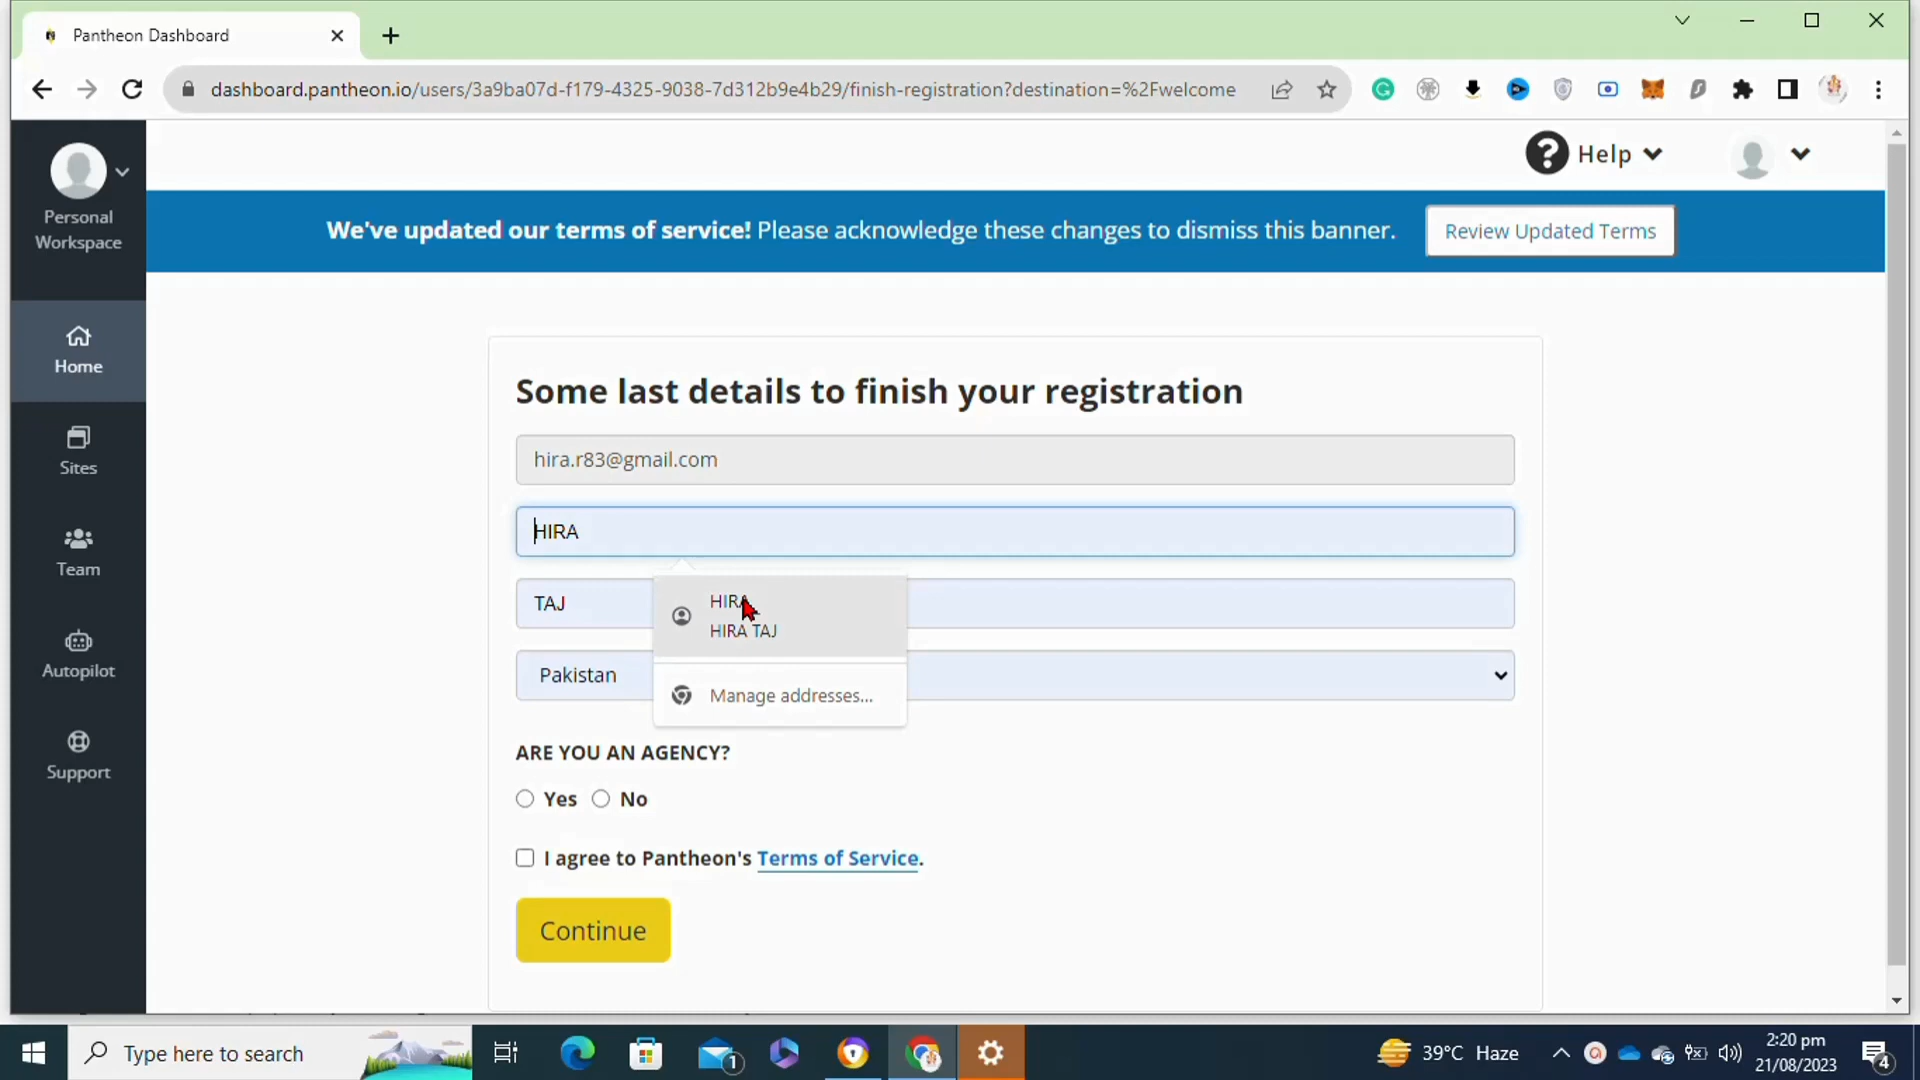 Pantheon Dashboard
dashboard.pantheon.io/users/3a9ba07d-f179-4325-9038-7d312b9e4b29/finish-registration?destination=%2Fwelcome
Help
Personal
Workspace
We've updated our terms of service! Please acknowledge these changes to dismiss this banner.
Review Updated Terms
Home
Sites
Team
Autopilot
Support
Some last details to finish your registration
hira.r83@gmail.com
HIRA
TAJ
HIRA
HIRA TAJ
Pakistan
Manage addresses...
ARE YOU AN AGENCY?
Yes No
I agree to Pantheon's Terms of Service.
Continue
Type here to search
1
39°C Haze
2:20 pm
21/08/2023
4